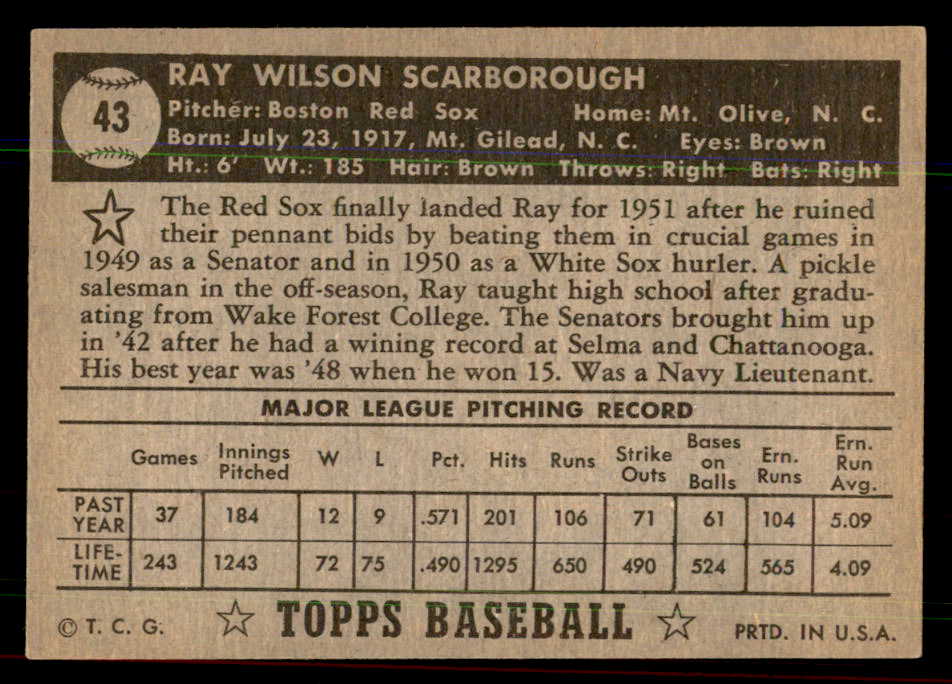 43
RAY WILSON SCARBOROUGH
Pitcher: Boston Red Sox Home: Mt. Olive, N. C.
Born: July 23, 1917, Mt. Gilead, N. C. Eyes: Brown
Ht.: 6' Wt.: 185 Hair: Brown Throws: Right Bats: Right
The Red Sox finally landed Ray for 1951 after he ruined
their pennant bids by beating them in crucial games in
1949 as a Senator and in 1950 as a White Sox hurler. A pickle
salesman in the off-season, Ray taught high school after gradu-
ating from Wake Forest College. The Senators brought him up
in '42 after he had a wining record at Selma and Chattanooga.
His best year was '48 when he won 15. Was a Navy Lieutenant.
MAJOR LEAGUE PITCHING RECORD
Games Innings Pitched W L Pct. Hits Runs Strike Outs Bases on Balls Ern. Runs Ern. Run Avg.
PAST YEAR 37 184 12 9 .571 201 106 71 61 104 5.09
LIFE-TIME 243 1243 72 75 .490 1295 650 490 524 565 4.09
© T. C. G. TOPPS BASEBALL PRTD. IN U.S.A.